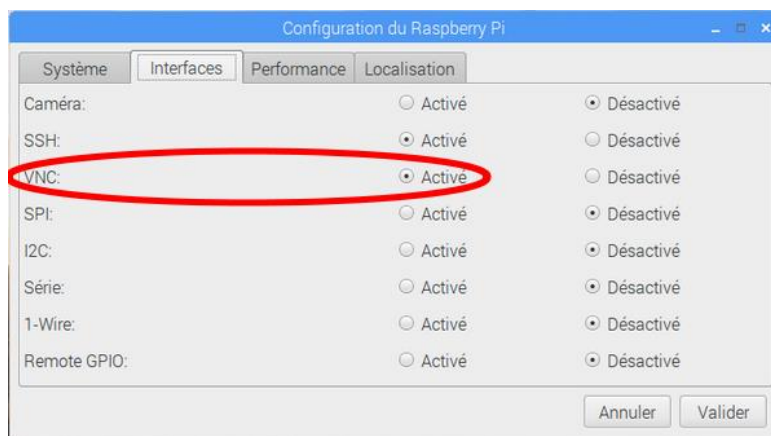 Configuration du Raspberry Pi
Système Interfaces Performance Localisation
Caméra: Activé Désactivé
SSH: Activé Désactivé
VNC: Activé Désactivé
SPI: Activé Désactivé
I2C: Activé Désactivé
Série: Activé Désactivé
1-Wire: Activé Désactivé
Remote GPIO: Activé Désactivé
Annuler Valider